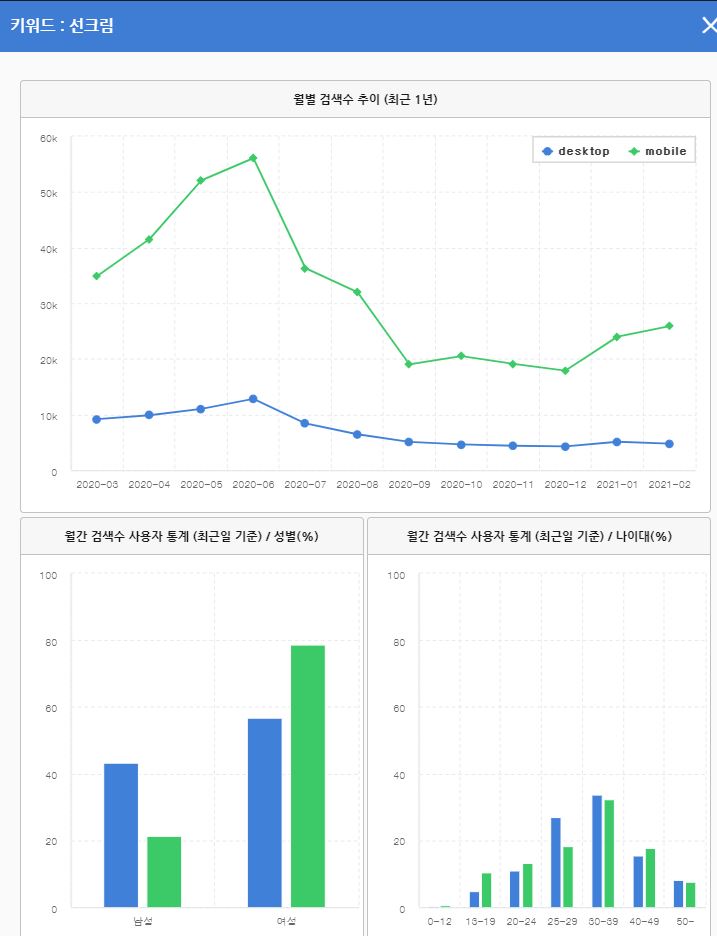 키워드 : 선크림
월별 검색수 추이 (최근 1년)
desktop mobile
60k
50k
40k
30k
20k
10k
0
2020-03 2020-04 2020-05 2020-06 2020-07 2020-08 2020-09 2020-10 2020-11 2020-12 2021-01 2021-02
월간 검색수 사용자 통계 (최근일 기준) / 성별(%)
100
80
60
40
20
0
남성 여성
월간 검색수 사용자 통계 (최근일 기준) / 나이대(%)
100
80
60
40
20
0
0-12 13-19 20-24 25-29 30-39 40-49 50-